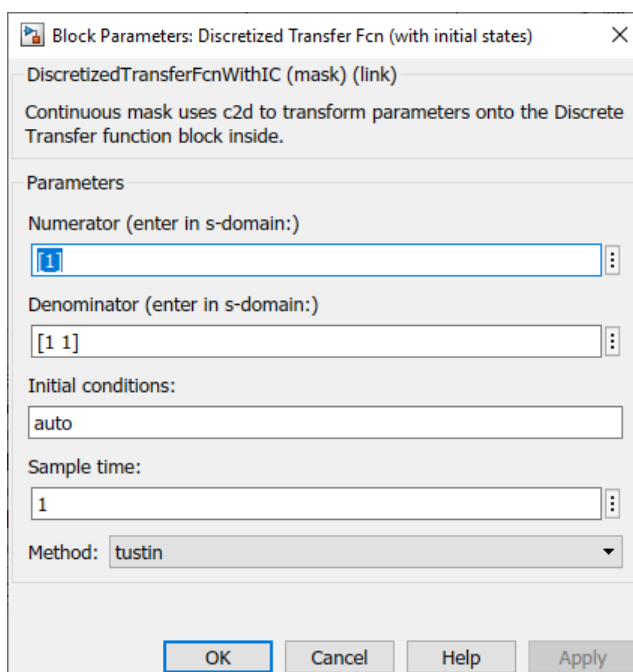 Block Parameters: Discretized Transfer Fcn (with initial states)
DiscretizedTransferFcnWithIC (mask) (link)
Continuous mask uses c2d to transform parameters onto the Discrete
Transfer function block inside.
Parameters
Numerator (enter in s-domain:)
[1]
Denominator (enter in s-domain:)
[1 1]
Initial conditions:
auto
Sample time:
1
Method: tustin
OK Cancel Help Apply